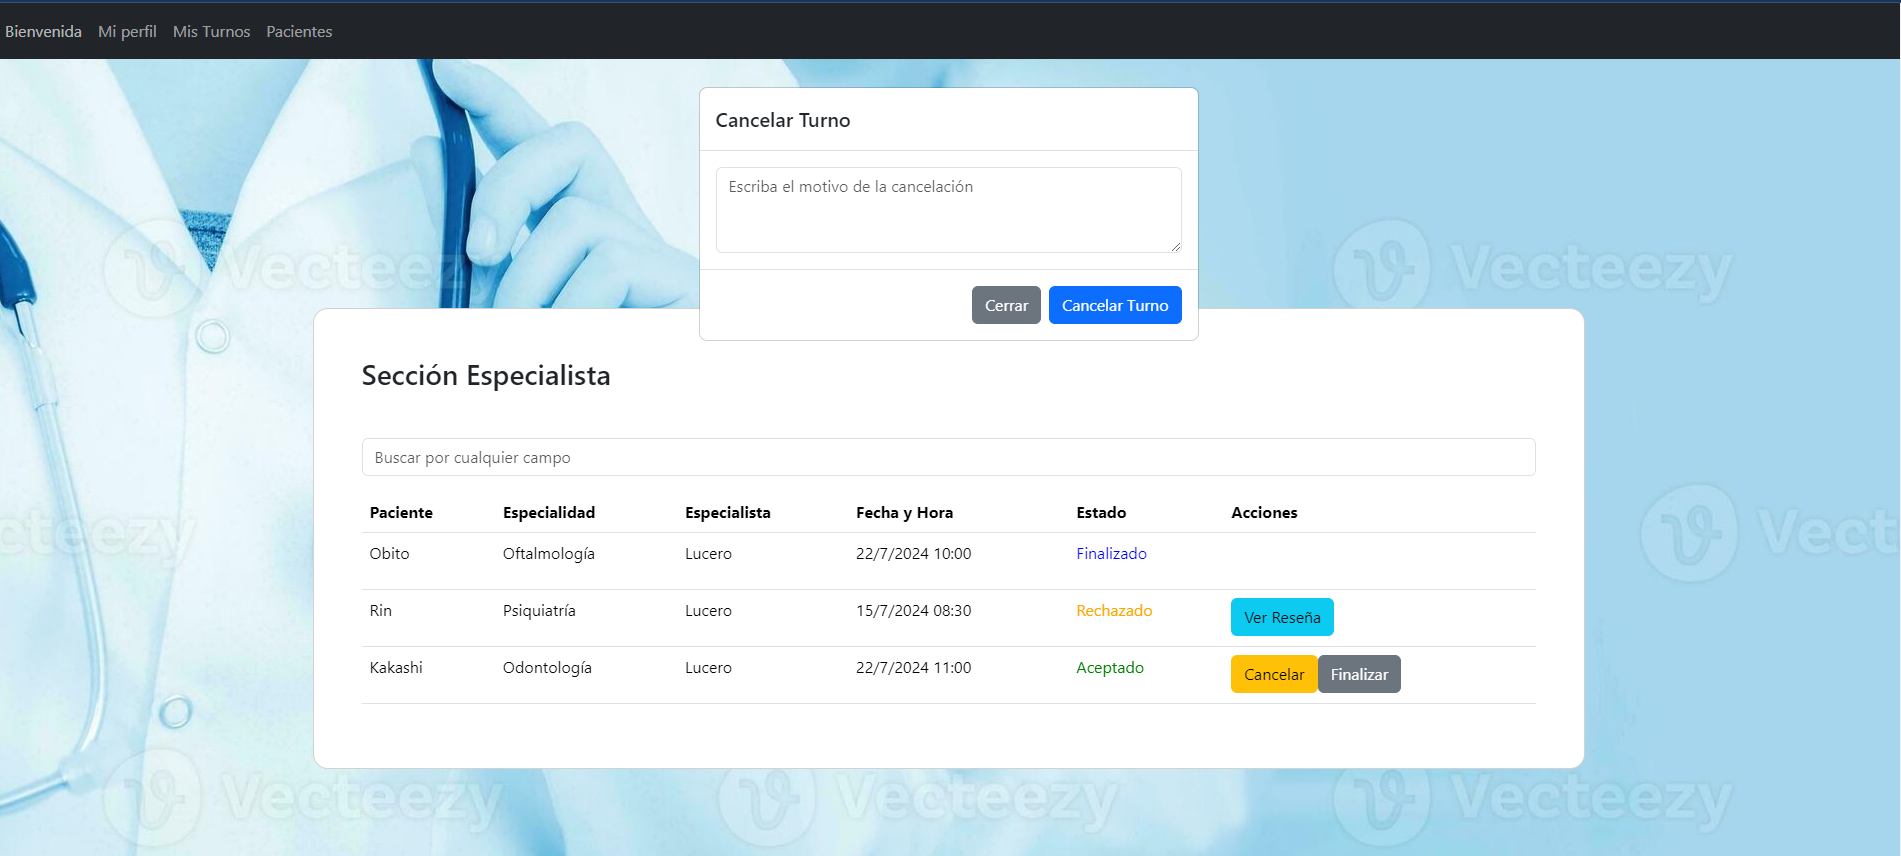 Bienvenida Mi perfil Mis Turnos Pacientes
Cancelar Turno
Escriba el motivo de la cancelación
Cerrar Cancelar Turno
Vecteezy Vecteezy
Sección Especialista
Buscar por cualquier campo
Paciente Especialidad Especialista Fecha y Hora Estado Acciones
Obito Oftalmología Lucero 22/7/2024 10:00 Finalizado
Rin Psiquiatría Lucero 15/7/2024 08:30 Rechazado Ver Reseña
Kakashi Odontología Lucero 22/7/2024 11:00 Aceptado Cancelar Finalizar
Vecteezy Vecteezy Vecteezy